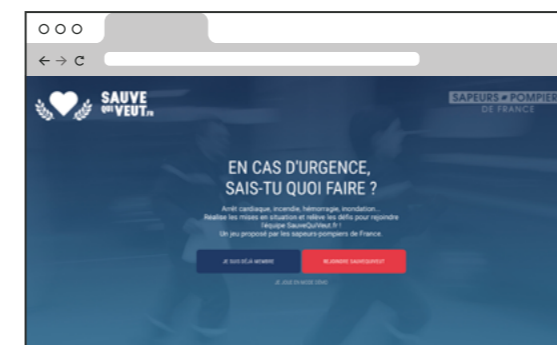 SAUVE
QUI VEUT.fr
SAPEURS-POMPIER
DE FRANCE
EN CAS D'URGENCE,
SAIS-TU QUOI FAIRE ?
Arrêt cardiaque, incendie, hémorragie, inondation...
Réalise les mises en situation et relève les défis pour rejoindre
l'équipe SauveQuiVeut.fr !
Un jeu proposé par les sapeurs-pompiers de France.
JE SUIS DÉJÀ MEMBRE
REJOINDRE SAUVEQUIVEUT
JE JOUE EN MODE DÉMO